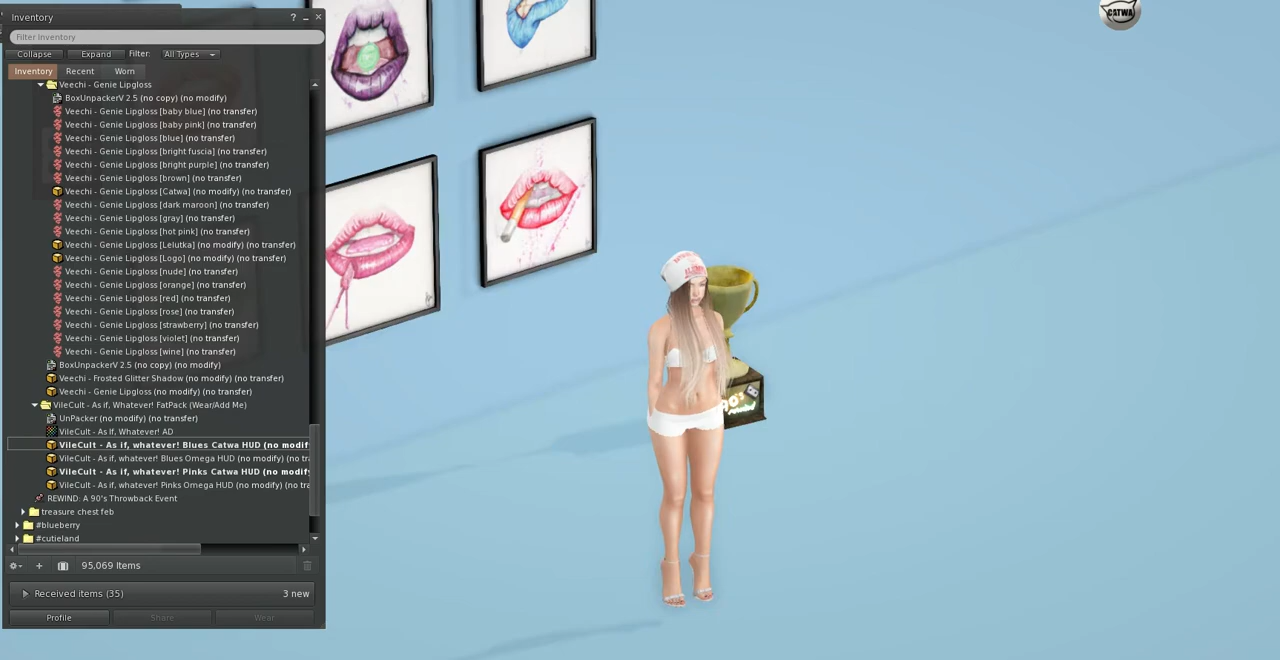 Inventory
Filter Inventory
Collapse Expand Filter: All Types
Inventory Recent Worn
Veechi - Genie Lipgloss
BoxUnpackerV 2.5 (no copy) (no modify)
Veechi - Genie Lipgloss [baby blue] (no transfer)
Veechi - Genie Lipgloss [baby pink] (no transfer)
Veechi - Genie Lipgloss [blue] (no transfer)
Veechi - Genie Lipgloss [bright fuscia] (no transfer)
Veechi - Genie Lipgloss [bright purple] (no transfer)
Veechi - Genie Lipgloss [brown] (no transfer)
Veechi - Genie Lipgloss [Catwa] (no modify) (no transfer)
Veechi - Genie Lipgloss [dark maroon] (no transfer)
Veechi - Genie Lipgloss [gray] (no transfer)
Veechi - Genie Lipgloss [hot pink] (no transfer)
Veechi - Genie Lipgloss [Lelutka] (no modify) (no transfer)
Veechi - Genie Lipgloss [Logo] (no modify) (no transfer)
Veechi - Genie Lipgloss [nude] (no transfer)
Veechi - Genie Lipgloss [orange] (no transfer)
Veechi - Genie Lipgloss [red] (no transfer)
Veechi - Genie Lipgloss [rose] (no transfer)
Veechi - Genie Lipgloss [strawberry] (no transfer)
Veechi - Genie Lipgloss [violet] (no transfer)
Veechi - Genie Lipgloss [wine] (no transfer)
BoxUnpackerV 2.5 (no copy) (no modify)
Veechi - Frosted Glitter Shadow (no modify) (no transfer)
Veechi - Genie Lipgloss (no modify) (no transfer)
VileCult - As if, Whatever! FatPack (Wear/Add Me)
UnPacker (no modify) (no transfer)
VileCult - As If, Whatever! AD
VileCult - As if, whatever! Blues Catwa HUD (no modif
VileCult - As if, whatever! Blues Omega HUD (no modify) (no tra
VileCult - As if, whatever! Pinks Catwa HUD (no modif
VileCult - As if, whatever! Pinks Omega HUD (no modify) (no tra
REWIND: A 90's Throwback Event
treasure chest feb
#blueberry
#cutieland
95,069 Items
Received items (35) 3 new
Profile Share Wear
CATWA
90's